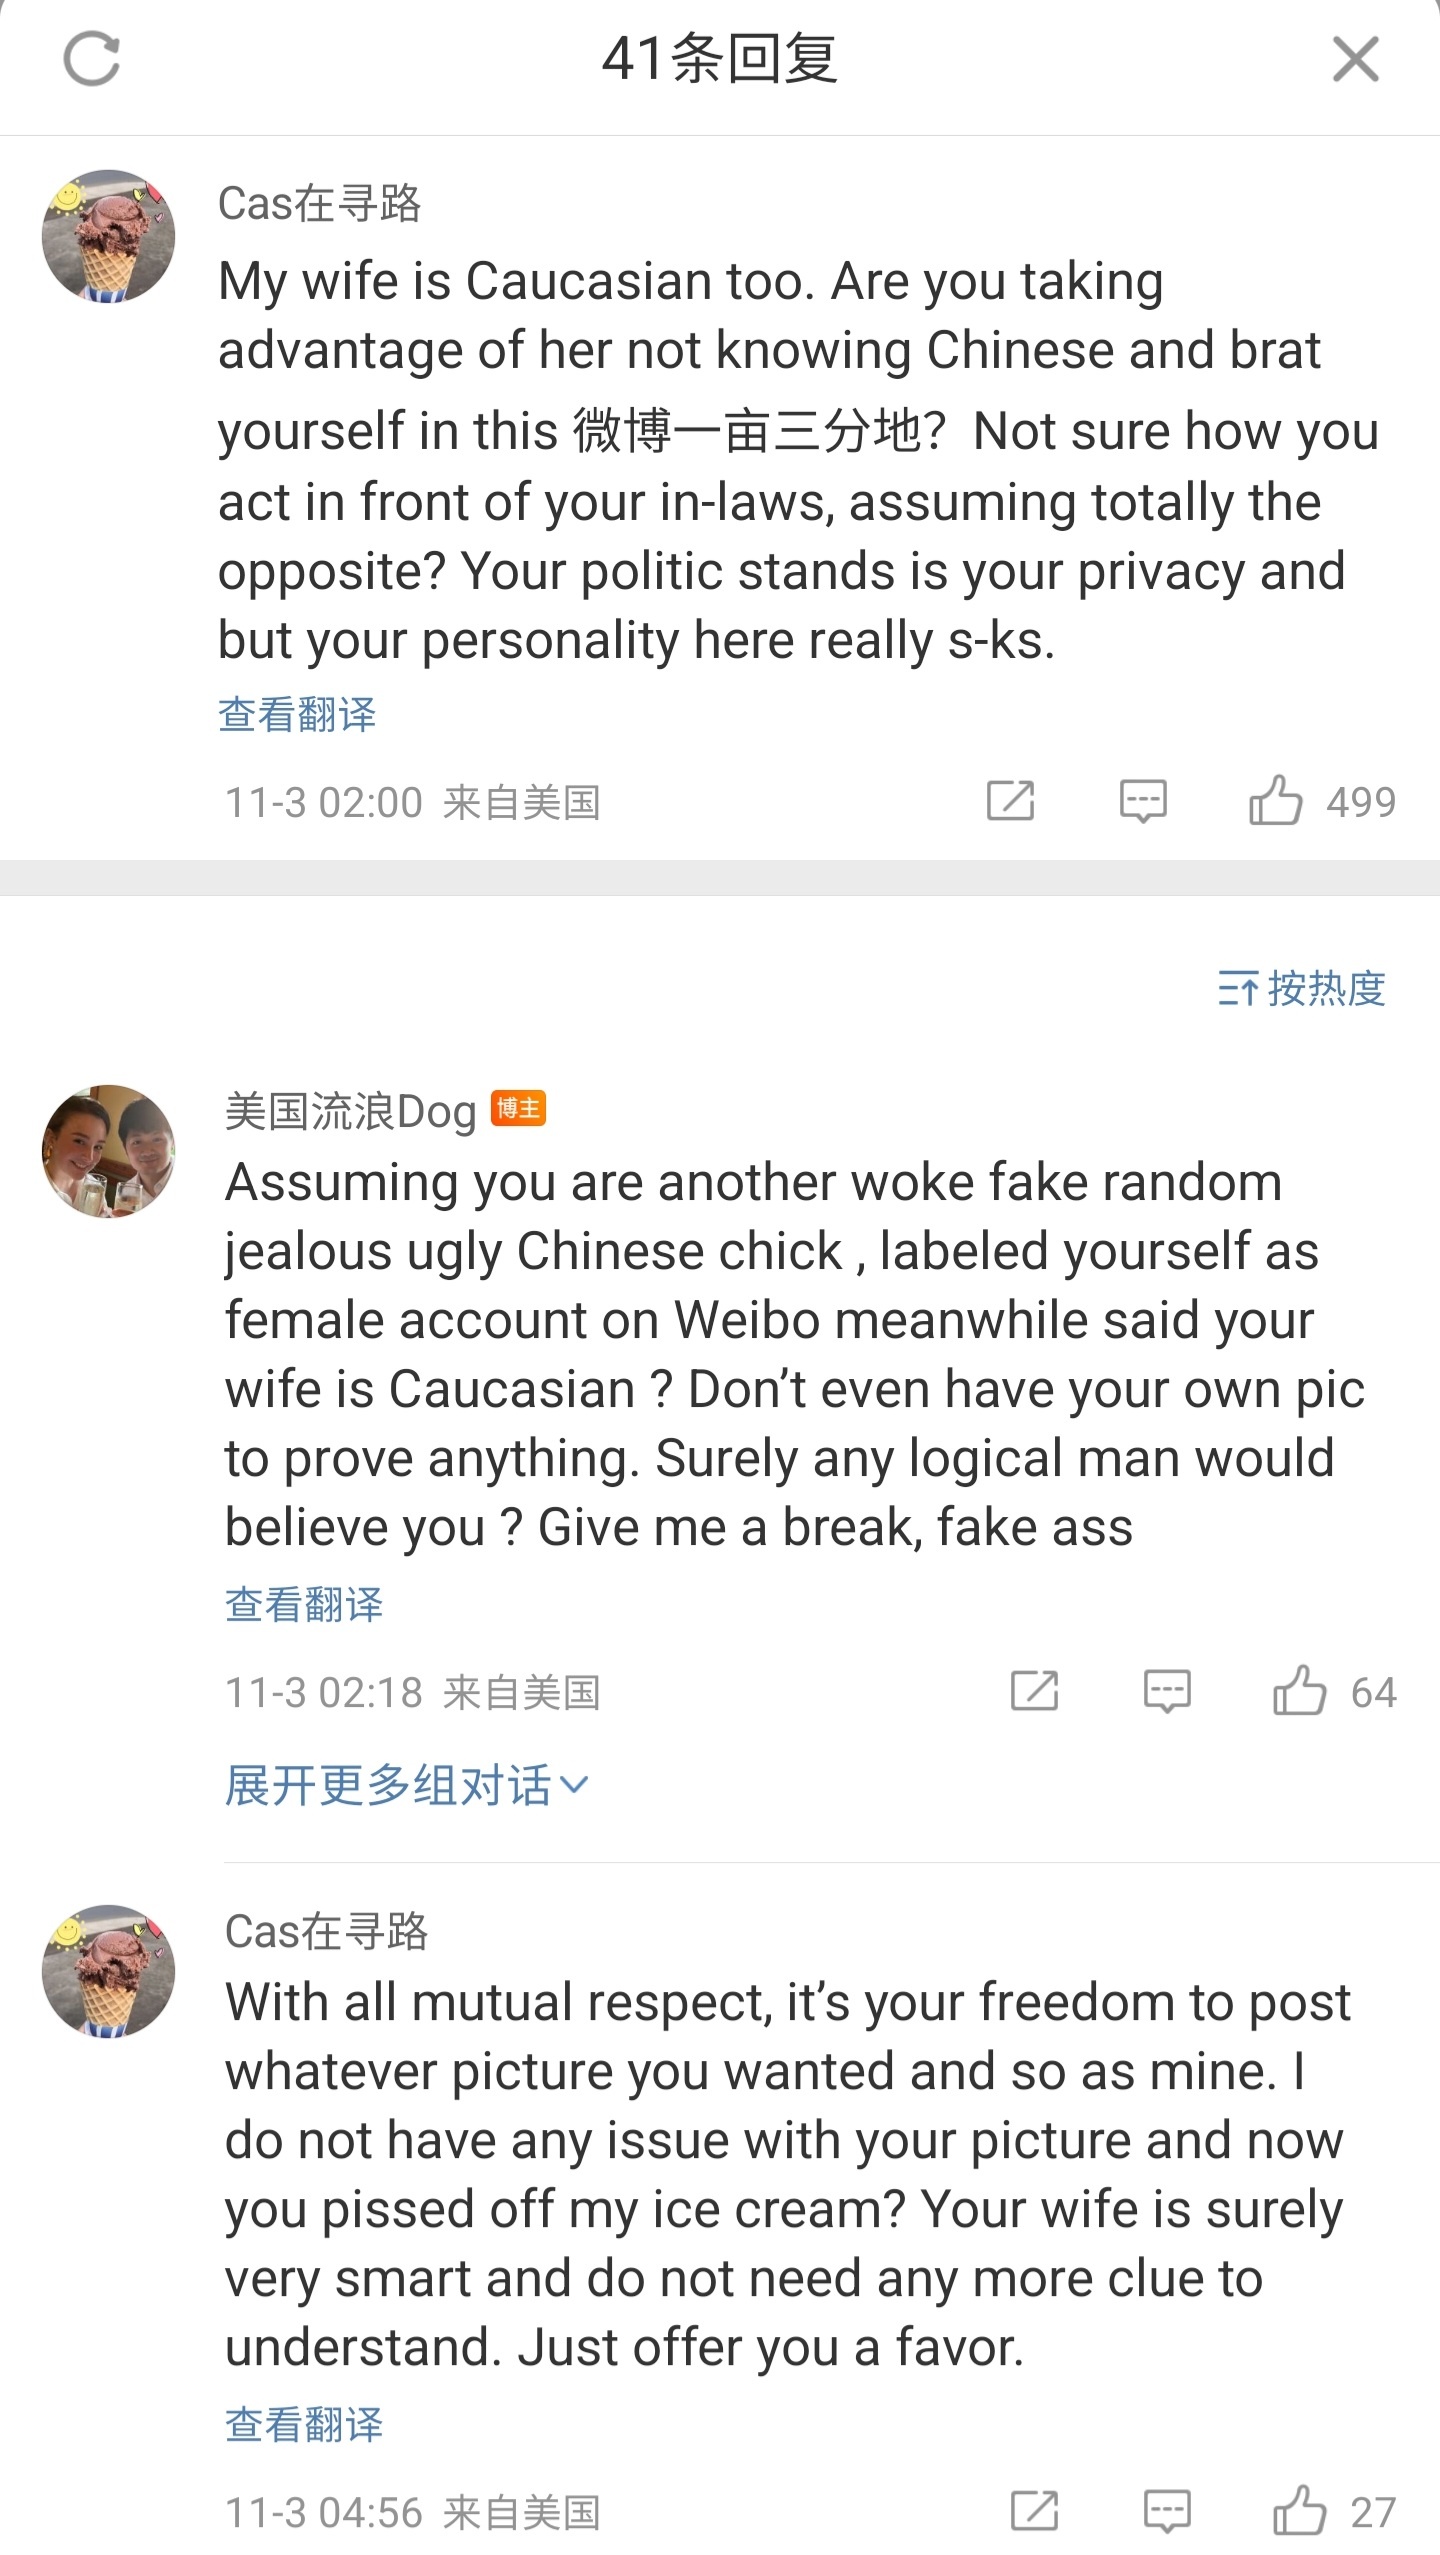 41条回复
Cas在寻路
My wife is Caucasian too. Are you taking
advantage of her not knowing Chinese and brat
yourself in this 微博一亩三分地？Not sure how you
act in front of your in-laws, assuming totally the
opposite? Your politic stands is your privacy and
but your personality here really s-ks.
查看翻译
11-3 02:00 来自美国 499
按热度
美国流浪Dog 博主
Assuming you are another woke fake random
jealous ugly Chinese chick , labeled yourself as
female account on Weibo meanwhile said your
wife is Caucasian ? Don’t even have your own pic
to prove anything. Surely any logical man would
believe you ? Give me a break, fake ass
查看翻译
11-3 02:18 来自美国 64
展开更多组对话
Cas在寻路
With all mutual respect, it’s your freedom to post
whatever picture you wanted and so as mine. I
do not have any issue with your picture and now
you pissed off my ice cream? Your wife is surely
very smart and do not need any more clue to
understand. Just offer you a favor.
查看翻译
11-3 04:56 来自美国 27